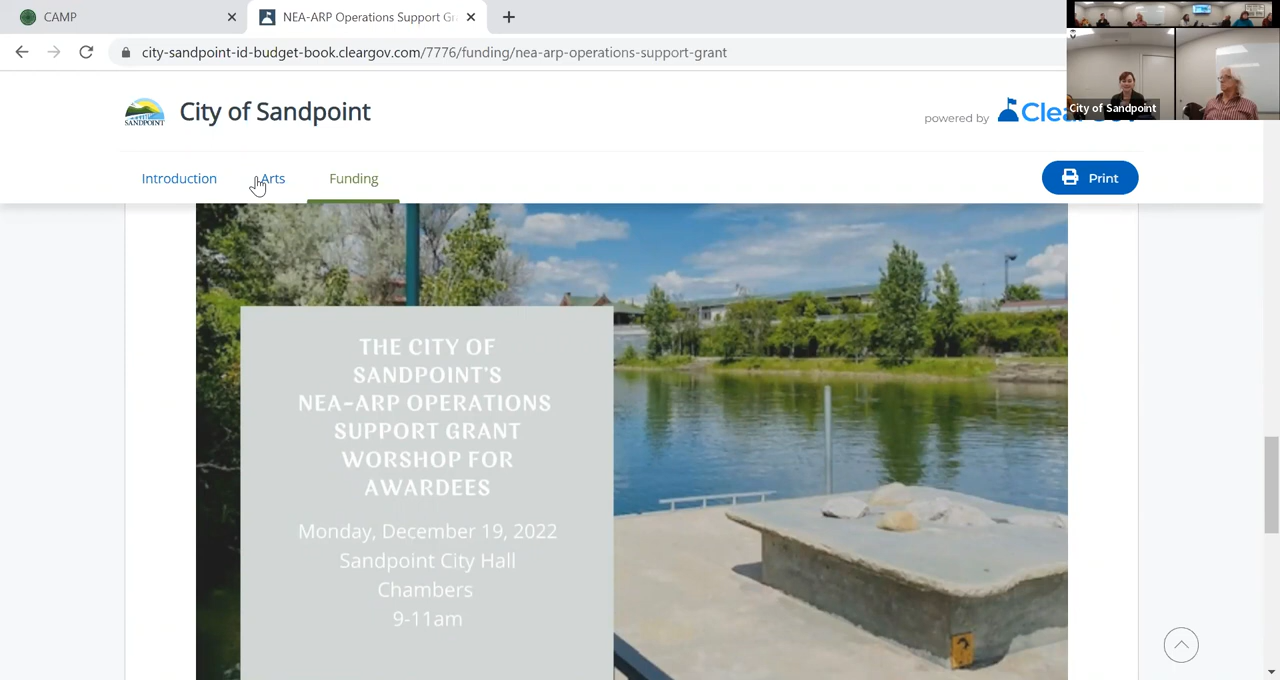 CAMP
NEA-ARP Operations Support Gr
city-sandpoint-id-budget-book.cleargov.com/7776/funding/nea-arp-operations-support-grant
City of Sandpoint
SANDPOINT
City of Sandpoint
powered by
Introduction
Arts
Funding
Print
THE CITY OF
SANDPOINT'S
NEA-ARP OPERATIONS
SUPPORT GRANT
WORSHOP FOR
AWARDEES
Monday, December 19, 2022
Sandpoint City Hall
Chambers
9-11am